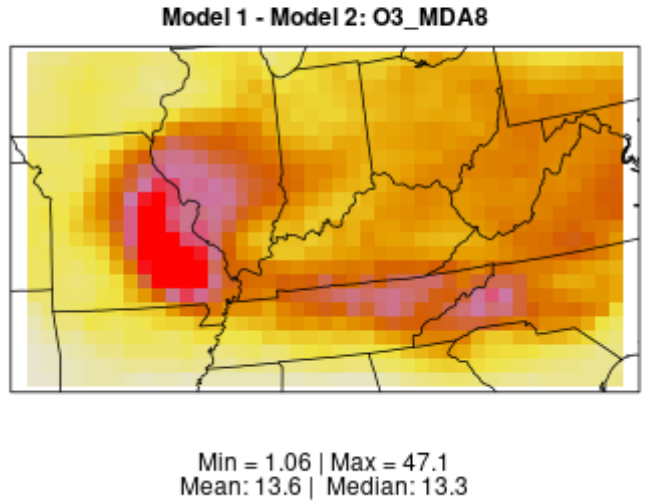 Model 1 - Model 2: O3_MDA8
Min = 1.06 | Max = 47.1
Mean: 13.6 |  Median: 13.3